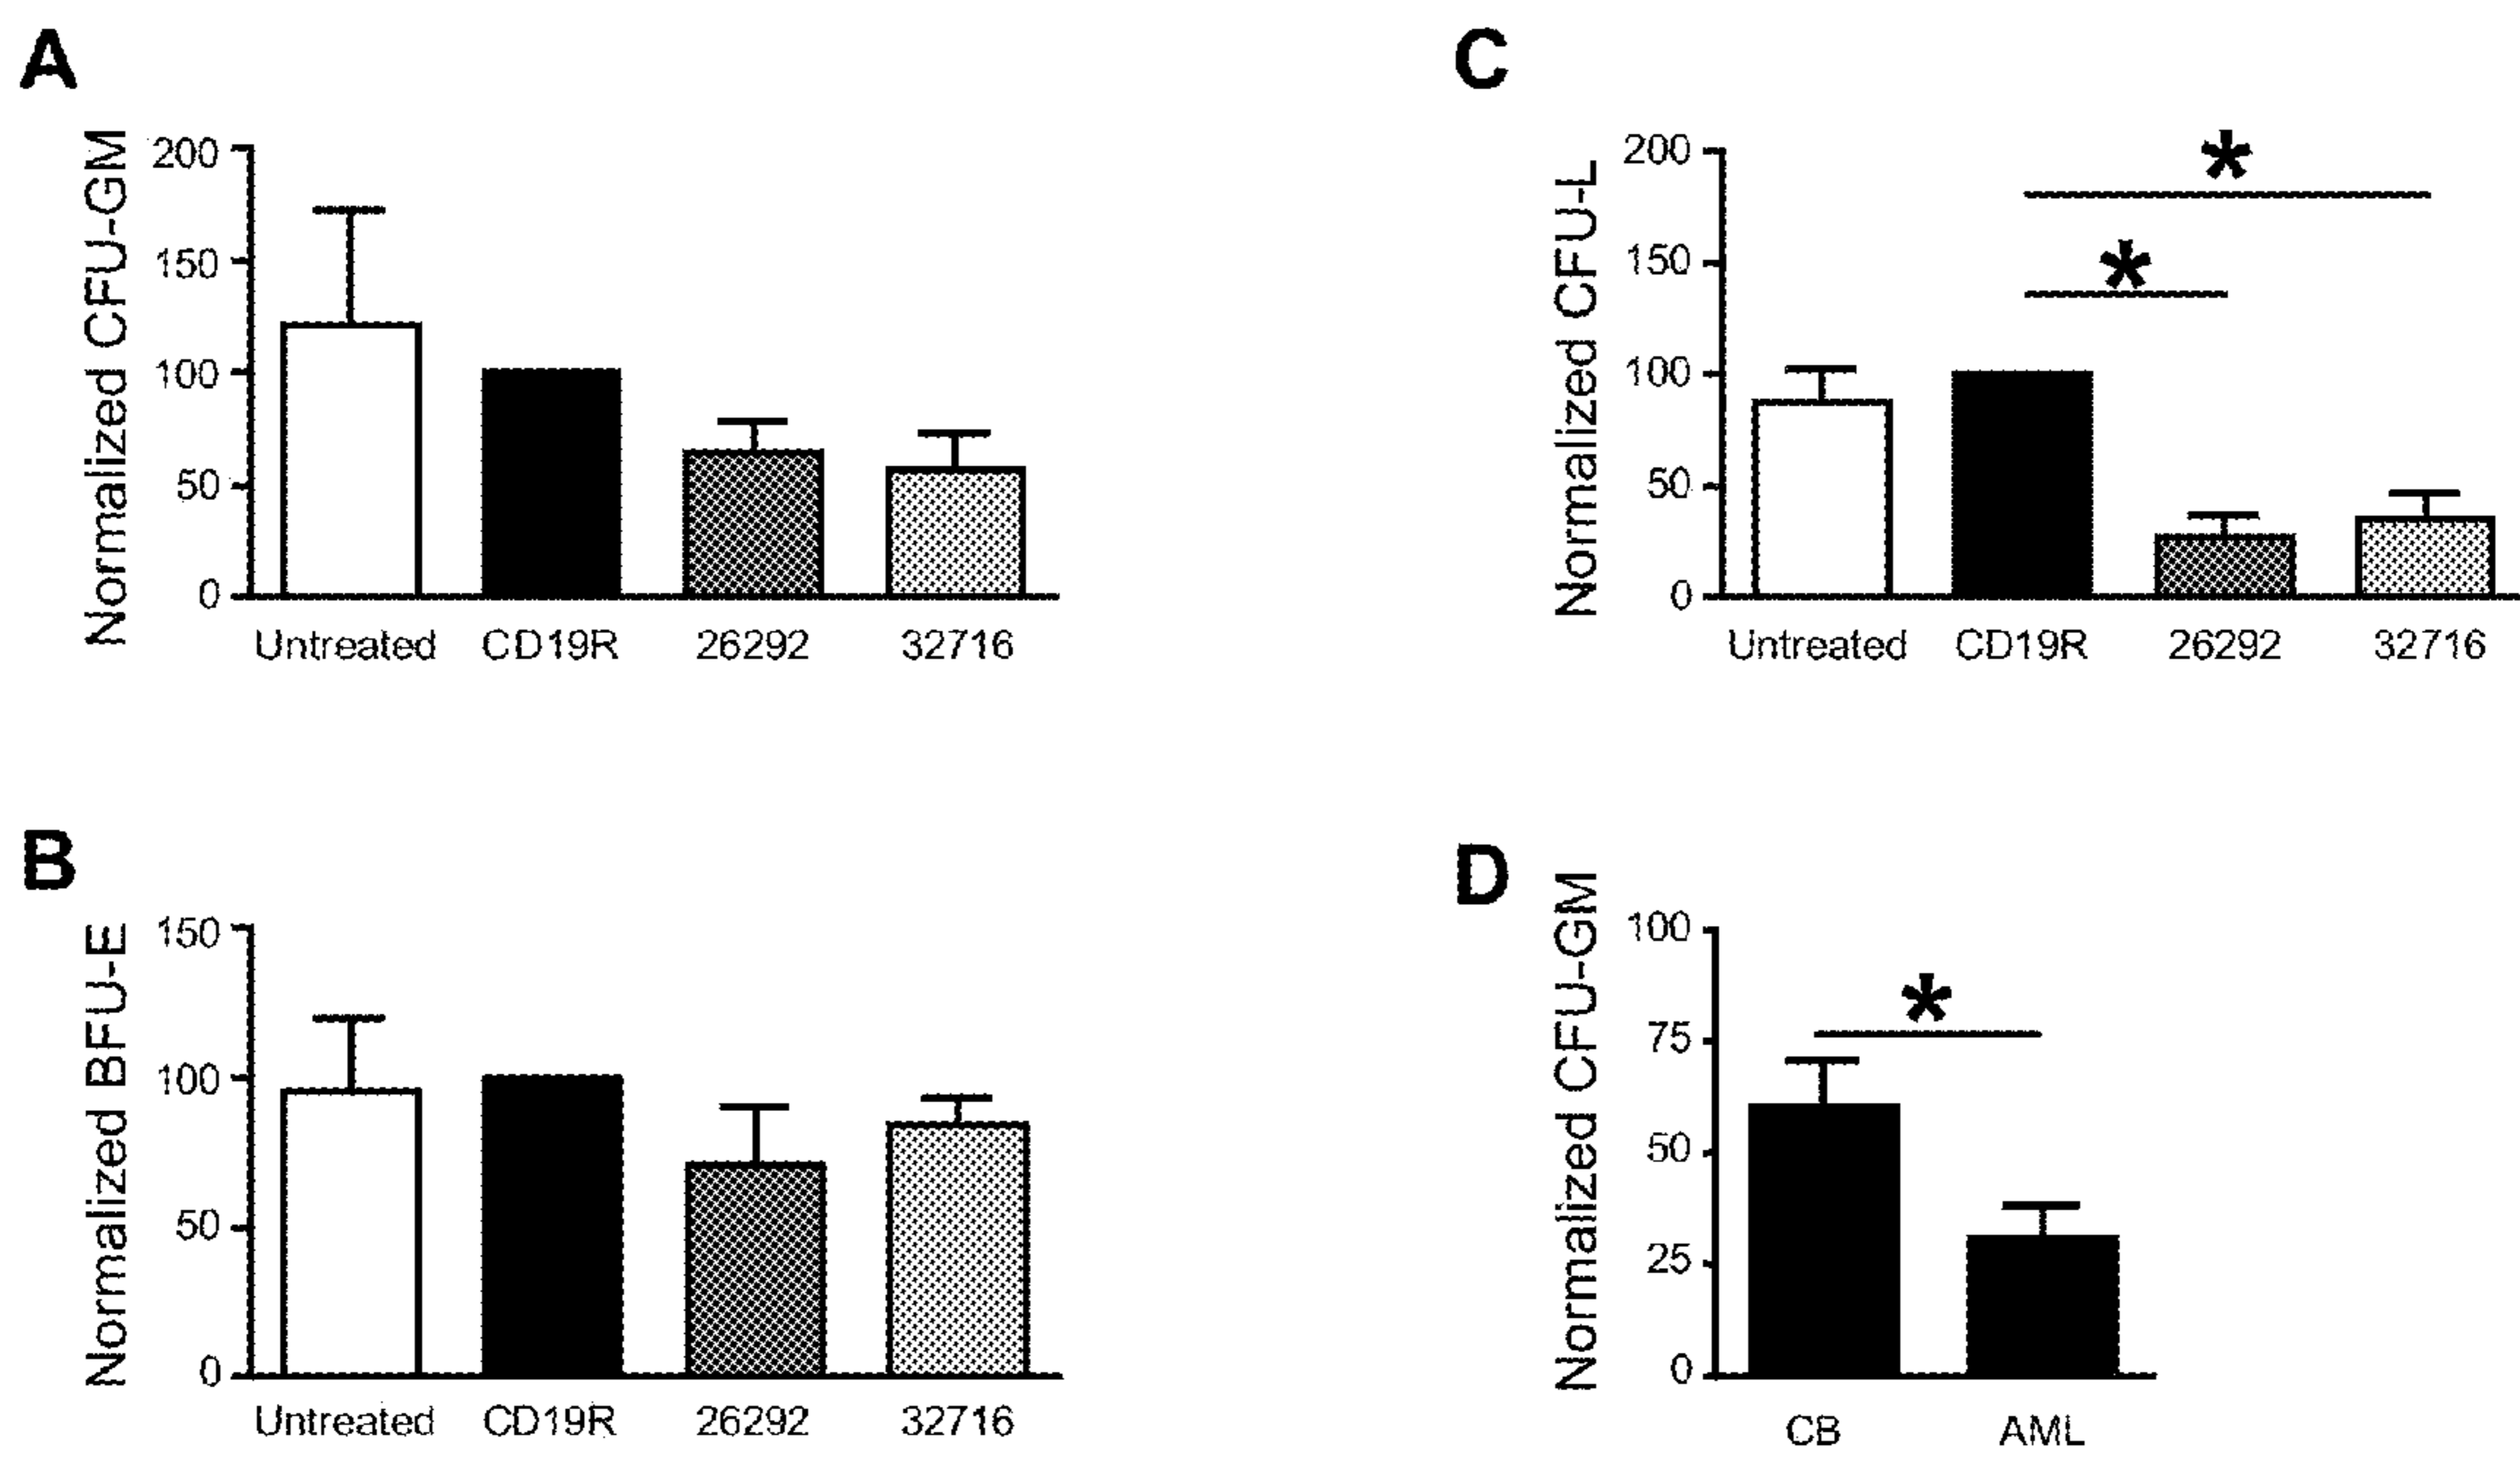 A
Normalized CFU-GM
200
150
100
50
0
Untreated CD19R 26292 32716
B
Normalized BFU-E
150
100
50
0
Untreated CD19R 26292 32716
C
Normalized CFU-L
200
150
100
50
0
*
*
Untreated CD19R 26292 32716
D
Normalized CFU-GM
100
75
50
25
0
*
CB AML